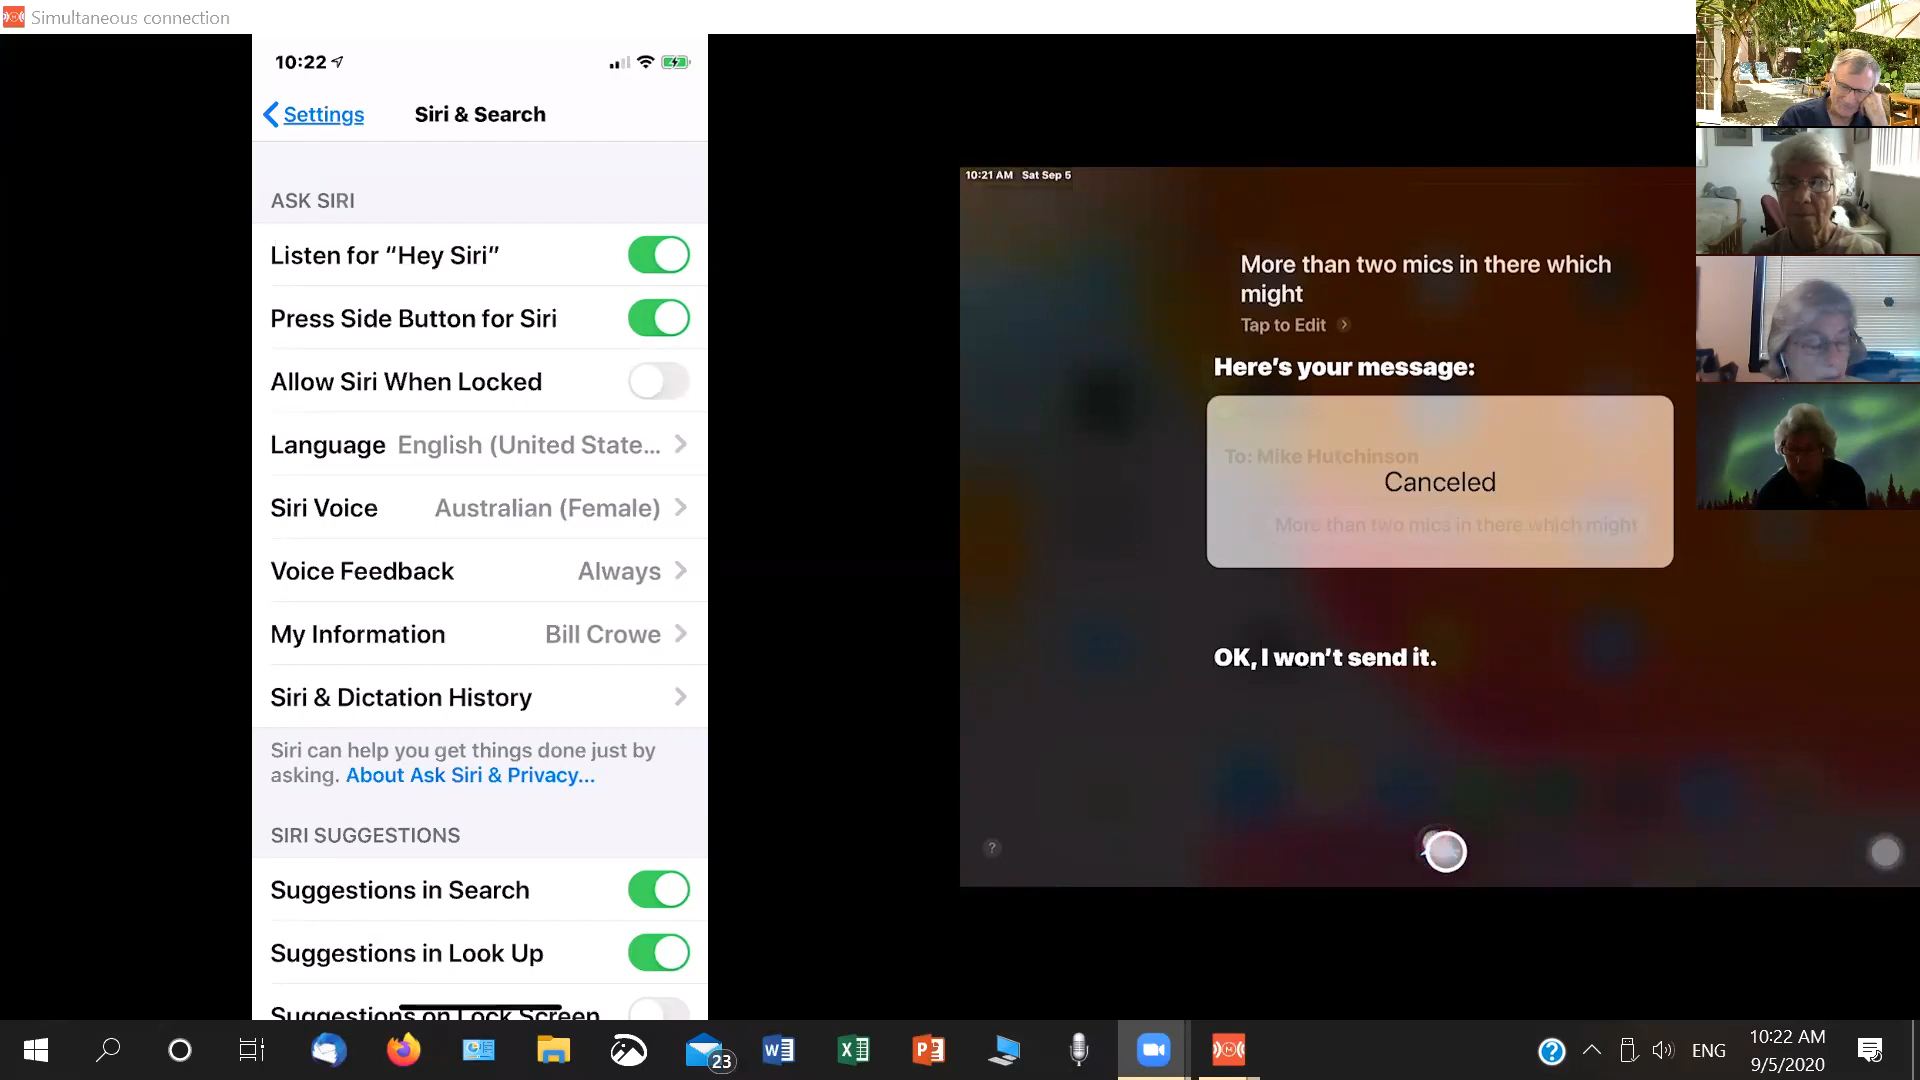 Simultaneous connection
10:22
Settings
Siri & Search
ASK SIRI
Listen for “Hey Siri”
Press Side Button for Siri
Allow Siri When Locked
Language English (United State...
Siri Voice Australian (Female)
Voice Feedback Always
My Information Bill Crowe
Siri & Dictation History
Siri can help you get things done just by
asking. About Ask Siri & Privacy...
SIRI SUGGESTIONS
Suggestions in Search
Suggestions in Look Up
Suggestions on Lock Screen
10:21 AM Sat Sep 5
More than two mics in there which
might
Tap to Edit
Here’s your message:
To: Mike Hutchinson
Canceled
More than two mics in there which might
OK, I won’t send it.
?
23
ENG
10:22 AM
9/5/2020